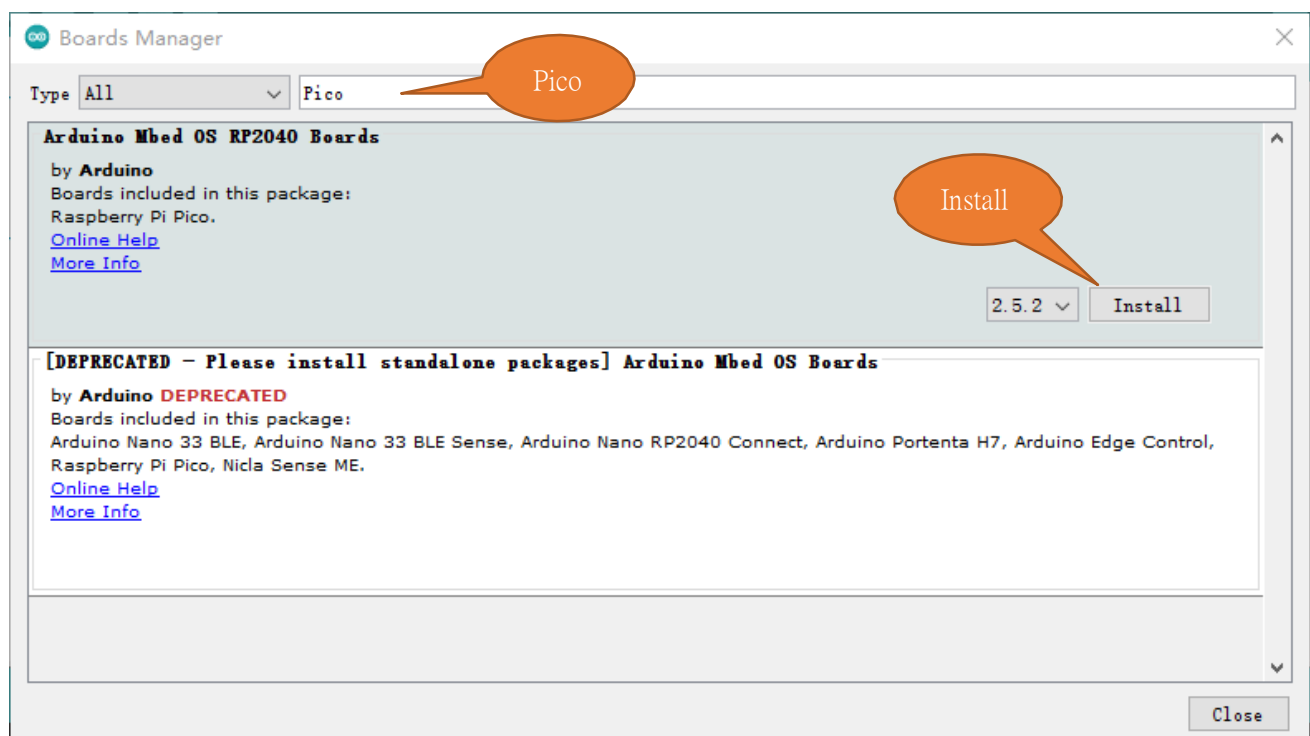 Boards Manager
Pico
Type All Pico
Arduino Mbed OS RP2040 Boards
by Arduino
Boards included in this package:
Raspberry Pi Pico.
Online Help
More Info
Install
2.5.2 Install
[DEPRECATED - Please install standalone packages] Arduino Mbed OS Boards
by Arduino DEPRECATED
Boards included in this package:
Arduino Nano 33 BLE, Arduino Nano 33 BLE Sense, Arduino Nano RP2040 Connect, Arduino Portenta H7, Arduino Edge Control,
Raspberry Pi Pico, Nicla Sense ME.
Online Help
More Info
Close